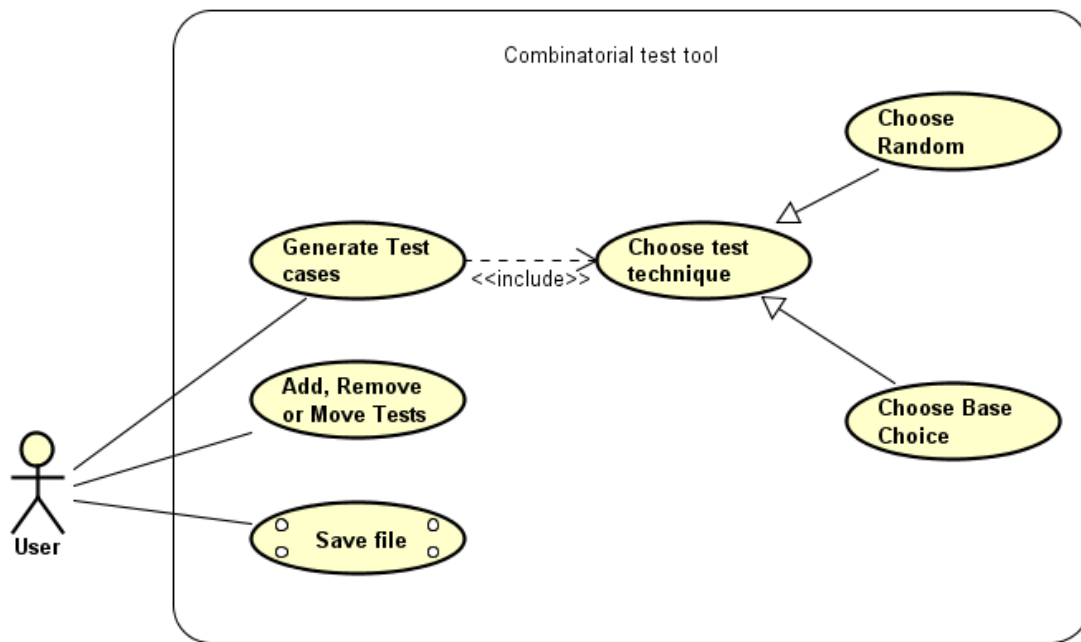 Combinatorial test tool
Choose
Random
Generate Test
cases
<<include>>
Choose test
technique
Add, Remove
or Move Tests
Choose Base
Choice
Save file
User